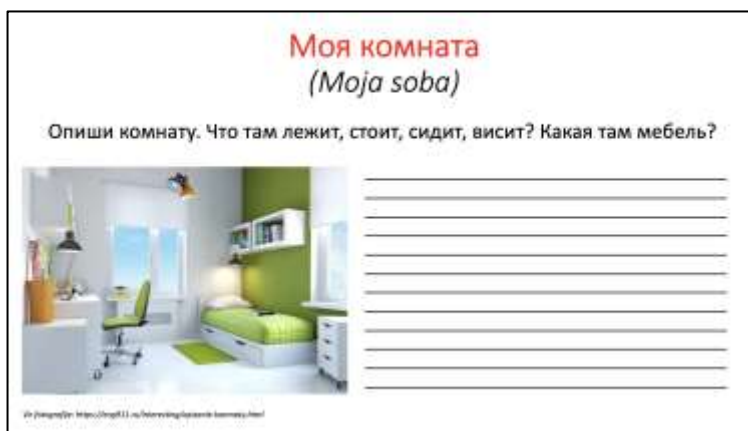 Моя комната
(Moja soba)
Опиши комнату. Что там лежит, стоит, сидит, висит? Какая там мебель?